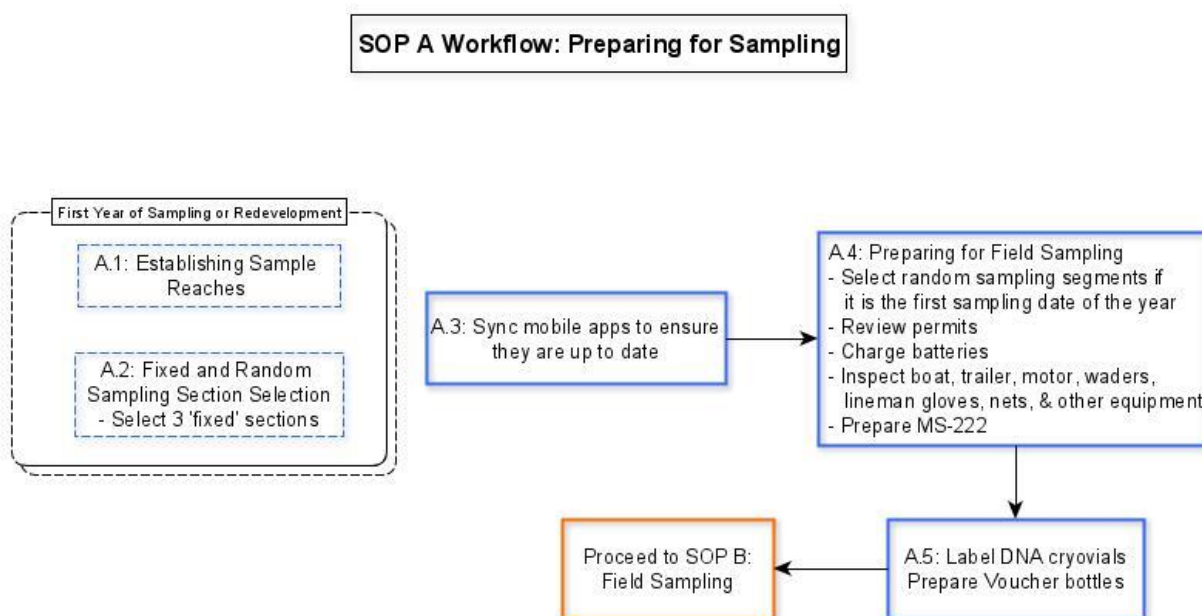 SOP A Workflow: Preparing for Sampling
First Year of Sampling or Redevelopment
A.1: Establishing Sample
Reaches
A.2: Fixed and Random
Sampling Section Selection
- Select 3 'fixed' sections
A.3: Sync mobile apps to ensure
they are up to date
A.4: Preparing for Field Sampling
- Select random sampling segments if
it is the first sampling date of the year
- Review permits
- Charge batteries
- Inspect boat, trailer, motor, waders,
lineman gloves, nets, & other equipment
- Prepare MS-222
A.5: Label DNA cryovials
Prepare Voucher bottles
Proceed to SOP B:
Field Sampling